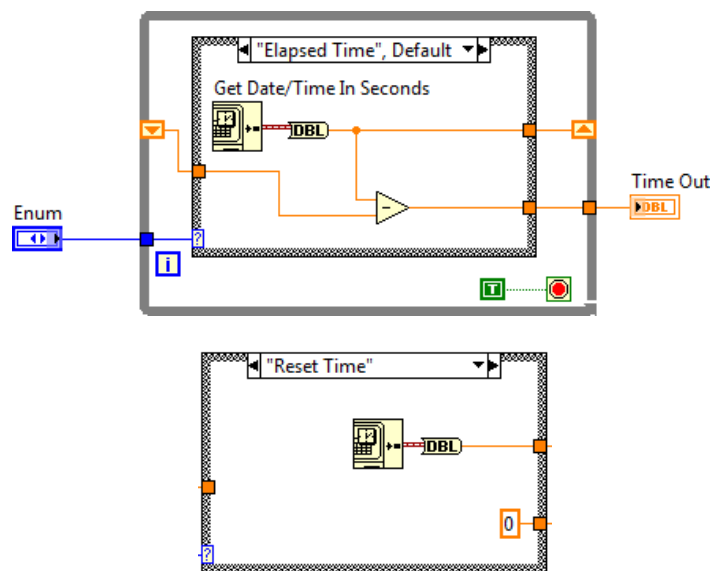 "Elapsed Time", Default
Get Date/Time In Seconds
DBL
Time Out
DBL
Enum
?
i
T
"Reset Time"
DBL
0
?